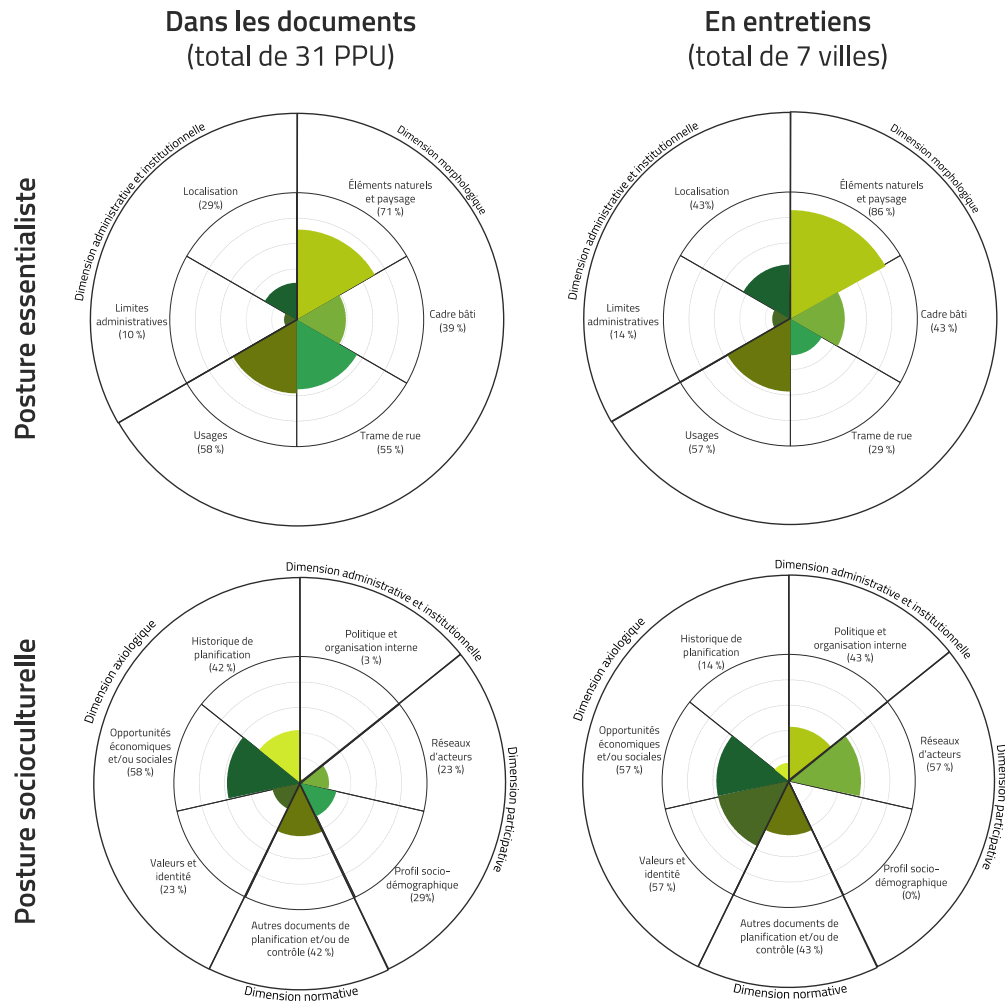 Dans les documents
(total de 31 PPU)
En entretiens
(total de 7 villes)
Posture essentialiste
Dimension administrative et institutionnelle
Dimension morphologique
Localisation
(29%)
Éléments naturels
et paysage
(71 %)
Limites
administratives
(10 %)
Cadre bâti
(39 %)
Usages
(58 %)
Trame de rue
(55 %)
Dimension administrative et institutionnelle
Dimension morphologique
Localisation
(43%)
Éléments naturels
et paysage
(86 %)
Limites
administratives
(14 %)
Cadre bâti
(43 %)
Usages
(57 %)
Trame de rue
(29 %)
Posture socioculturelle
Dimension axiologique
Dimension administrative et institutionnelle
Historique de
planification
(42 %)
Politique et
organisation interne
(3 %)
Opportunités
économiques
et/ou sociales
(58 %)
Réseaux
d'acteurs
(23 %)
Dimension participative
Valeurs et
identité
(23 %)
Profil socio-
démographique
(29%)
Autres documents de
planification et/ou de
contrôle (42 %)
Dimension normative
Dimension axiologique
Dimension administrative et institutionnelle
Historique de
planification
(14 %)
Politique et
organisation interne
(43 %)
Opportunités
économiques
et/ou sociales
(57 %)
Réseaux
d'acteurs
(57 %)
Dimension participative
Valeurs et
identité
(57 %)
Profil socio-
démographique
(0%)
Autres documents de
planification et/ou de
contrôle (43 %)
Dimension normative